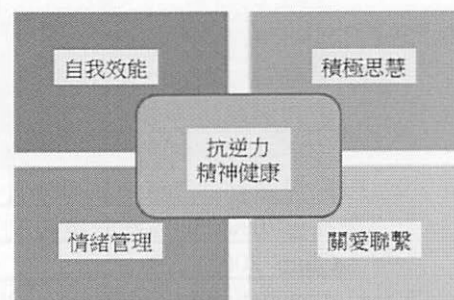 自我效能
積極思慧
抗逆力
精神健康
情緒管理
關愛聯繫